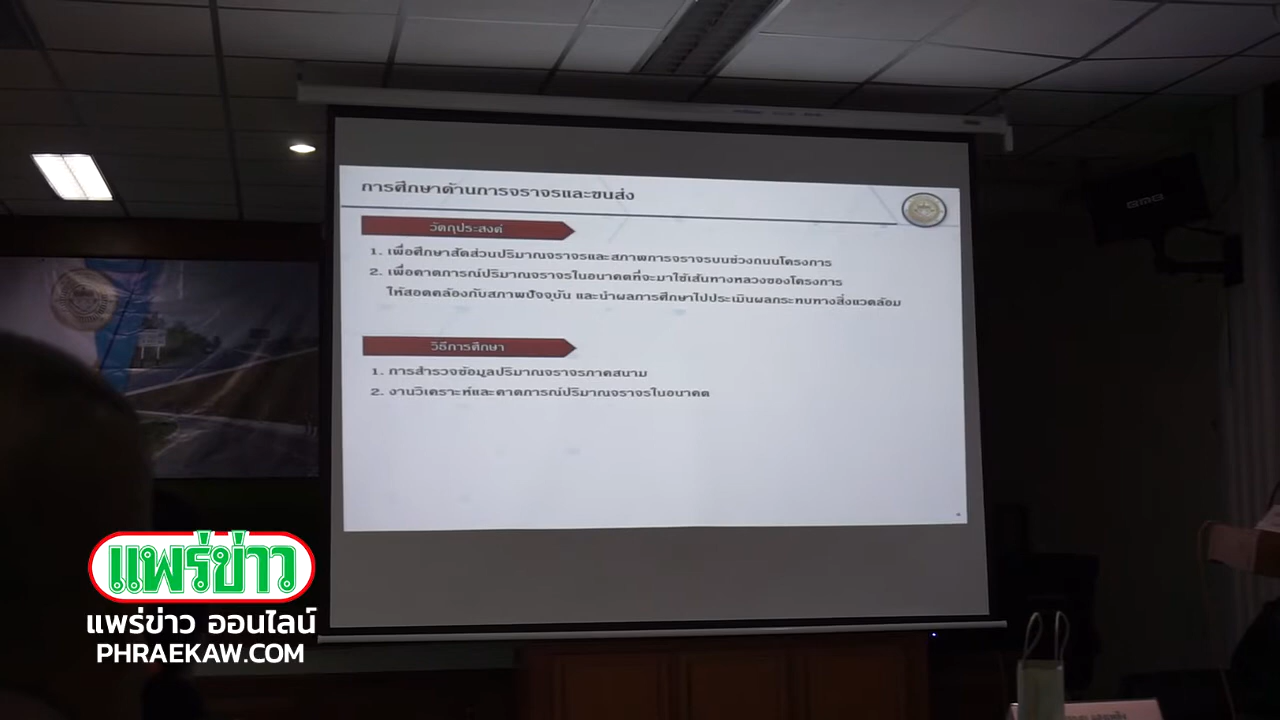 การศึกษาด้านการจราจรและขนส่ง
วัตถุประสงค์
1. เพื่อศึกษาสัดส่วนปริมาณจราจรและสภาพการจราจรบนช่วงถนนโครงการ
2. เพื่อคาดการณ์ปริมาณจราจรในอนาคตที่จะมาใช้เส้นทางหลวงของโครงการ
ให้สอดคล้องกับสภาพปัจจุบัน และนำผลการศึกษาไปประเมินผลกระทบทางสิ่งแวดล้อม
วิธีการศึกษา
1. การสำรวจข้อมูลปริมาณจราจรภาคสนาม
2. งานวิเคราะห์และคาดการณ์ปริมาณจราจรในอนาคต
แพร่ข่าว
แพร่ข่าว ออนไลน์
PHRAEKAW.COM